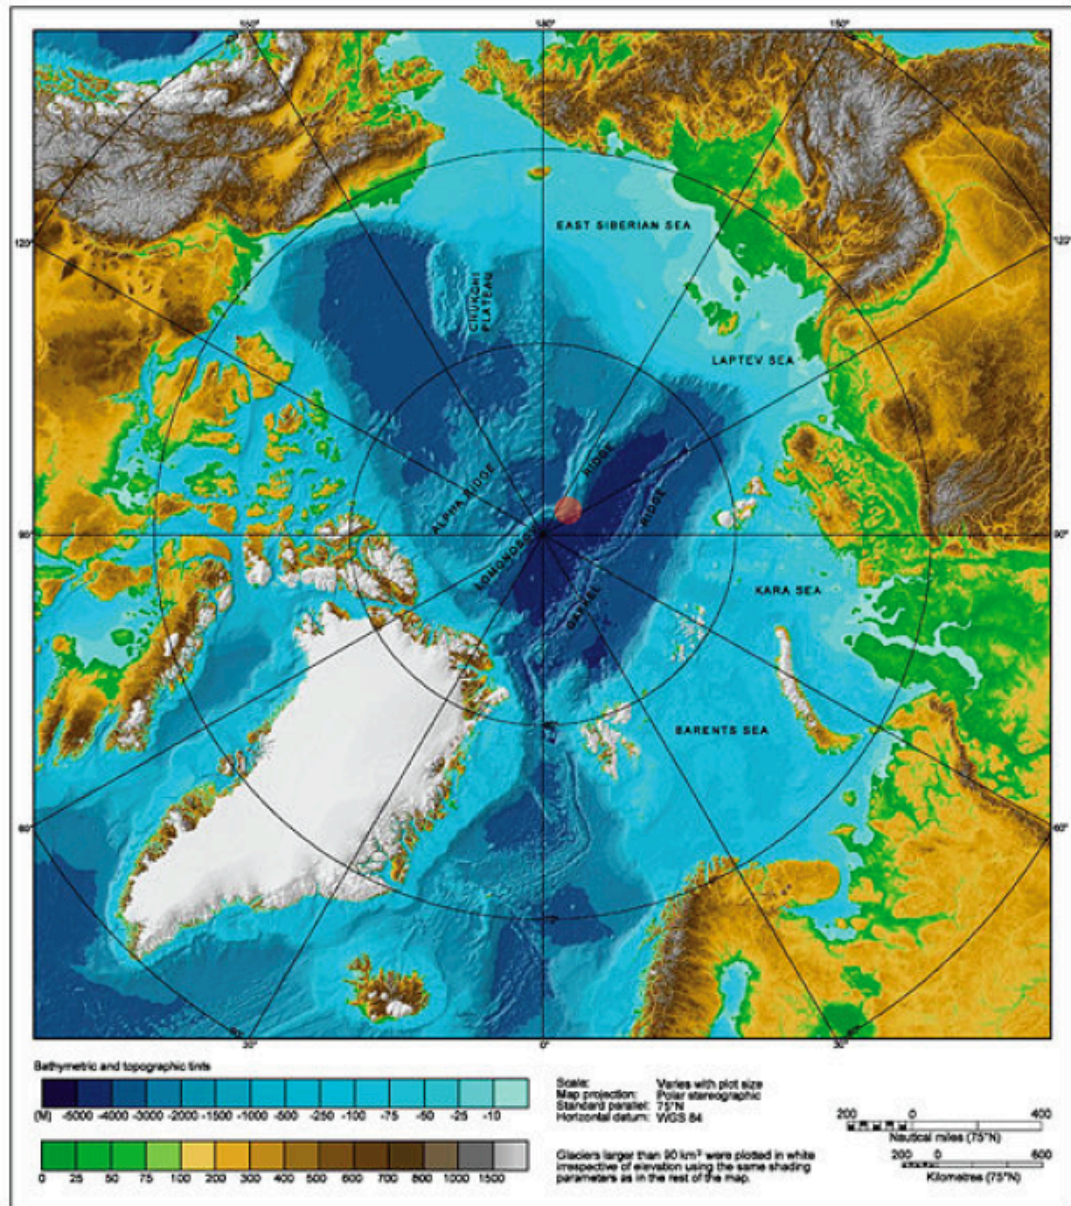 180°
150°
150°
120°
120°
EAST SIBERIAN SEA
CHUKCHI
PLATEAU
LAPTEV SEA
RIDGE
ALPHA RIDGE
RIDGE
90°
90°
LOMONOSOV
GAKKEL
KARA SEA
BARENTS SEA
60°
60°
30°
0°
30°
Bathymetric and topographic tints
(M) -5000 -4000 -3000 -2000 -1500 -1000 -500 -250 -100 -75 -50 -25 -10
0 25 50 75 100 200 300 400 500 600 700 800 1000 1500
Scale: Varies with plot size
Map projection: Polar stereographic
Standard parallel: 75°N
Horizontal datum: WGS 84
Glaciers larger than 90 km² were plotted in white
irrespective of elevation using the same shading
parameters as in the rest of the map.
200 0 400
Nautical miles (75°N)
200 0 600
Kilometres (75°N)